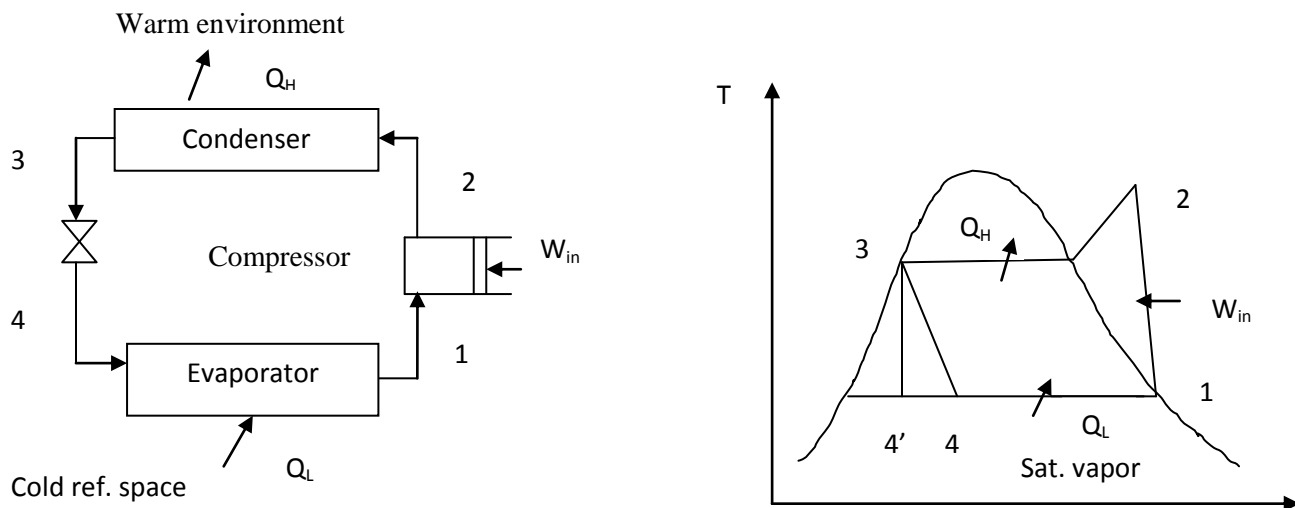 Warm environment
Q_H
Condenser
3
2
Compressor
W_in
4
1
Evaporator
Q_L
Cold ref. space
T
2
3
Q_H
W_in
1
4’
4
Q_L
Sat. vapor